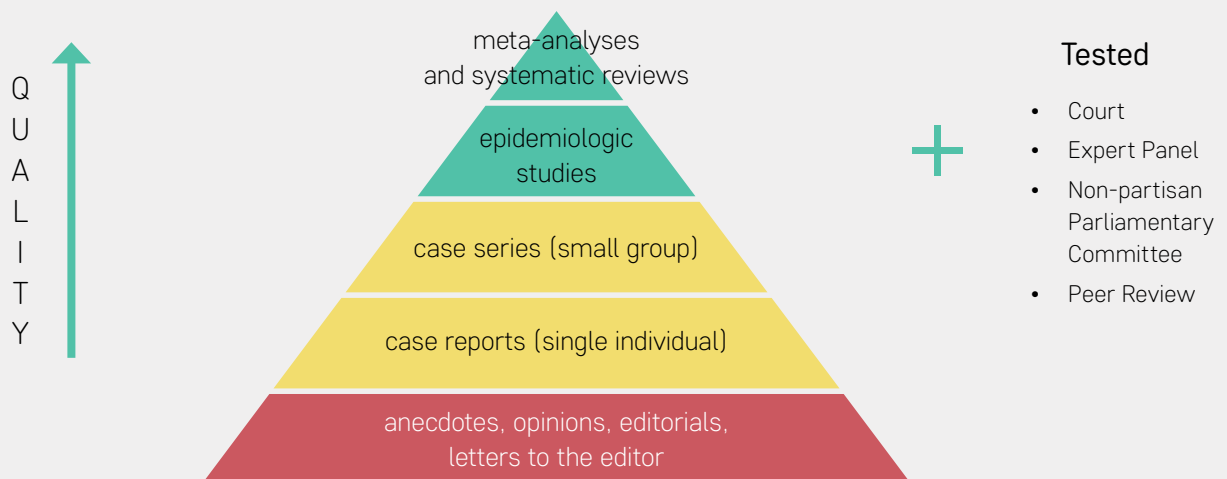 QUALITY
meta-analyses
and systematic reviews
epidemiologic
studies
case series (small group)
case reports (single individual)
anecdotes, opinions, editorials,
letters to the editor
Tested
• Court
• Expert Panel
• Non-partisan
Parliamentary
Committee
• Peer Review